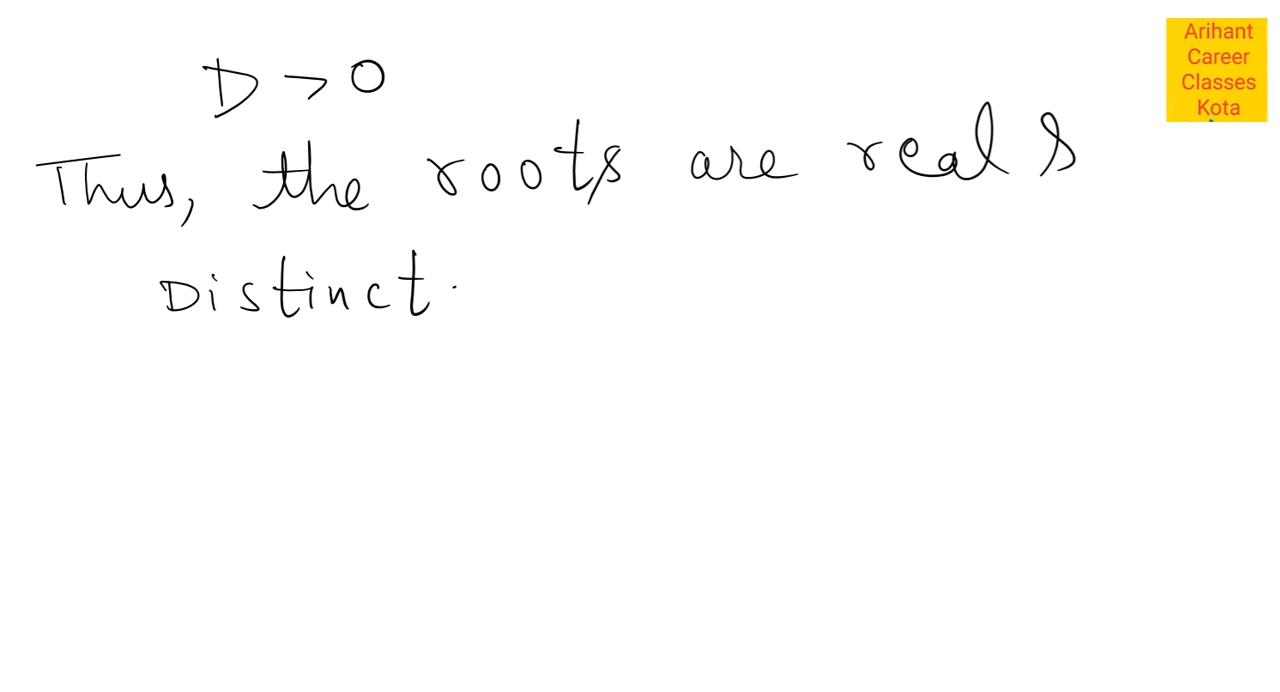 D > 0
Thus, the roots are real &
Distinct.
Arihant
Career
Classes
Kota